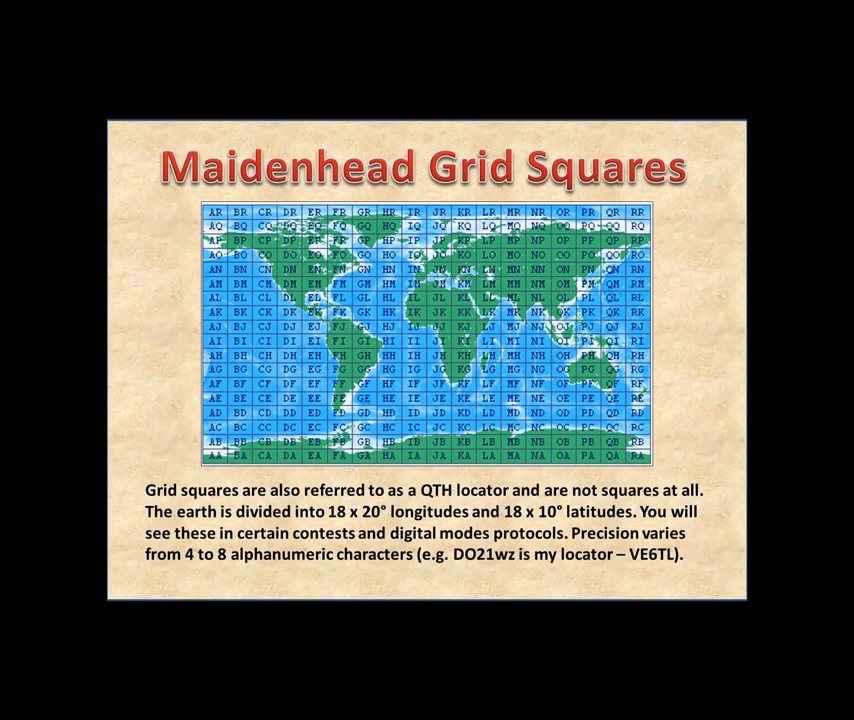 Maidenhead Grid Squares
AR BR CR DR ER FR GR HR IR JR KR LR MR NR OR PR QR RR
AQ BQ CQ DQ EQ FQ GQ HQ IQ JQ KQ LQ MQ NQ OQ PQ QQ RQ
AP BP CP DP EP FP GP HP IP JP KP LP MP NP OP PP QP RP
AO BO CO DO EO FO GO HO IO JO KO LO MO NO OO PO QO RO
AN BN CN DN EN FN GN HN IN JN KN LN MN NN ON PN QN RN
AM BM CM DM EM FM GM HM IM JM KM LM MM NM OM PM QM RM
AL BL CL DL EL FL GL HL IL JL KL LL ML NL OL PL QL RL
AK BK CK DK EK FK GK HK IK JK KK LK MK NK OK PK QK RK
AJ BJ CJ DJ EJ FJ GJ HJ IJ JJ KJ LJ MJ NJ OJ PJ QJ RJ
AI BI CI DI EI FI GI HI II JI KI LI MI NI OI PI QI RI
AH BH CH DH EH FH GH HH IH JH KH LH MH NH OH PH QH RH
AG BG CG DG EG FG GG HG IG JG KG LG MG NG OG PG QG RG
AF BF CF DF EF FF GF HF IF JF KF LF MF NF OF PF QF RF
AE BE CE DE EE FE GE HE IE JE KE LE ME NE OE PE QE RE
AD BD CD DD ED FD GD HD ID JD KD LD MD ND OD PD QD RD
AC BC CC DC EC FC GC HC IC JC KC LC MC NC OC PC QC RC
AB BB CB DB EB FB GB HB IB JB KB LB MB NB OB PB QB RB
AA BA CA DA EA FA GA HA IA JA KA LA MA NA OA PA QA RA
Grid squares are also referred to as a QTH locator and are not squares at all.
The earth is divided into 18 x 20° longitudes and 18 x 10° latitudes. You will
see these in certain contests and digital modes protocols. Precision varies
from 4 to 8 alphanumeric characters (e.g. DO21wz is my locator – VE6TL).